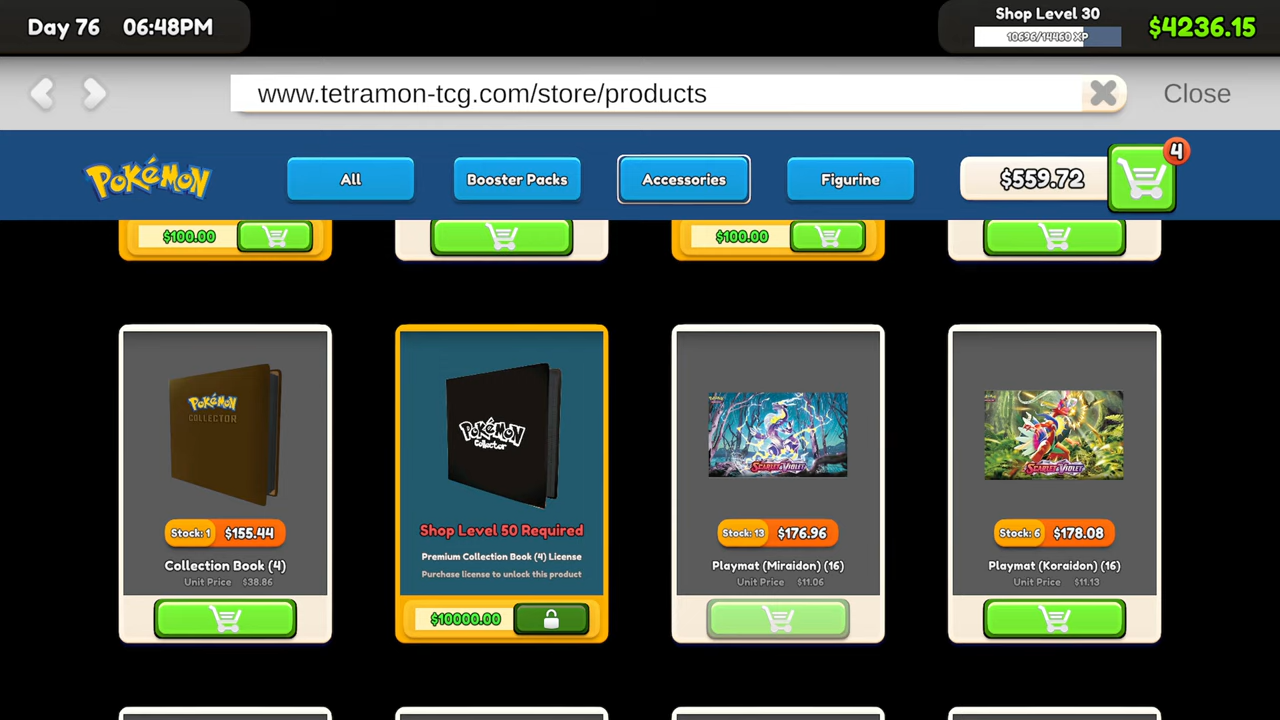 Day 76 06:48PM
Shop Level 30
10696/14460 XP
$4236.15
www.tetramon-tcg.com/store/products
Close
POKÉMON
All
Booster Packs
Accessories
Figurine
$559.72
4
$100.00
$100.00
POKÉMON
COLLECTOR
Stock: 1 $155.44
Collection Book (4)
Unit Price $38.86
POKÉMON
Collector
Shop Level 50 Required
Premium Collection Book (4) License
Purchase license to unlock this product
$10000.00
SCARLET & VIOLET
Stock: 13 $176.96
Playmat (Miraidon) (16)
Unit Price $11.06
SCARLET & VIOLET
Stock: 6 $178.08
Playmat (Koraidon) (16)
Unit Price $11.13